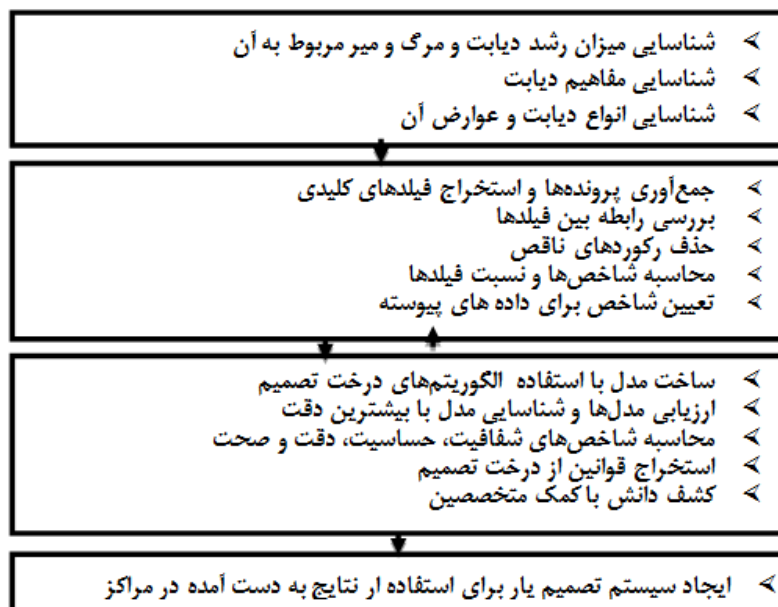 شناسایی میزان رشد دیابت و مرگ و میر مربوط به آن
شناسایی مفاهیم دیابت
شناسایی انواع دیابت و عوارض آن
جمع‌آوری پرونده‌ها و استخراج فیلدهای کلیدی
بررسی رابطه بین فیلدها
حذف رکوردهای ناقص
محاسبه شاخص‌ها و نسبت فیلدها
تعیین شاخص برای داده های پیوسته
ساخت مدل با استفاده الگوریتم‌های درخت تصمیم
ارزیابی مدل‌ها و شناسایی مدل با بیشترین دقت
محاسبه شاخص‌های شفافیت، حساسیت، دقت و صحت
استخراج قوانین از درخت تصمیم
کشف دانش با کمک متخصصین
ایجاد سیستم تصمیم یار برای استفاده ار نتایج به دست آمده در مراکز